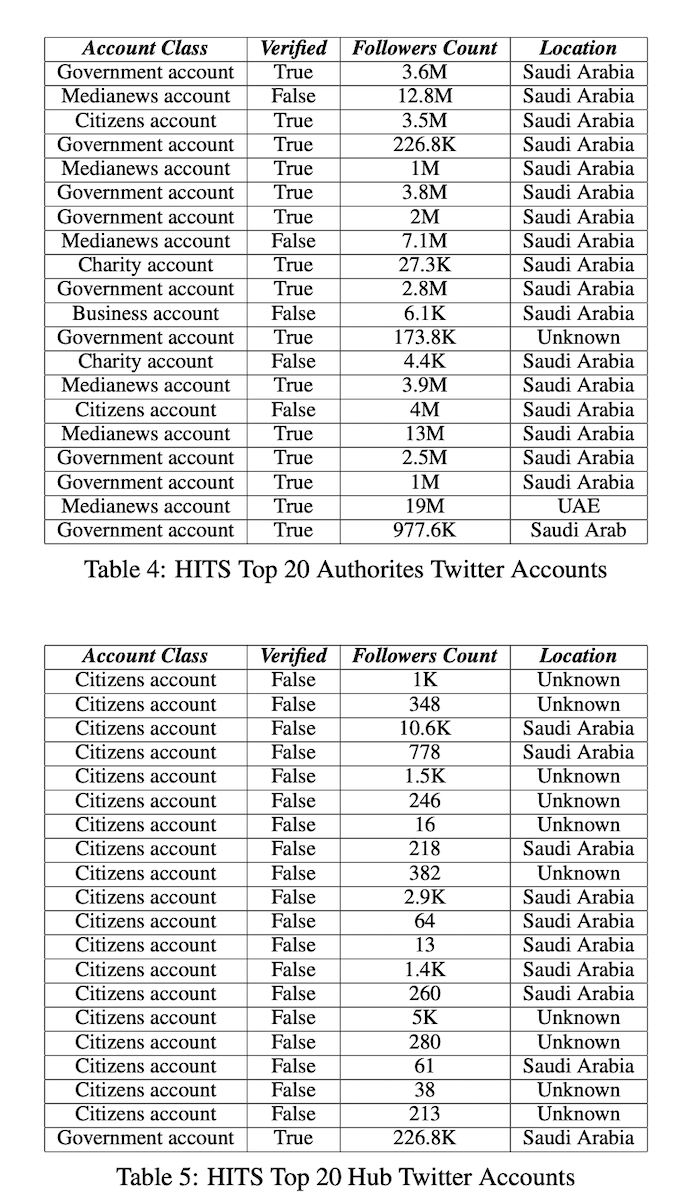 Account Class Verified Followers Count Location
Government account True 3.6M Saudi Arabia
Medianews account False 12.8M Saudi Arabia
Citizens account True 3.5M Saudi Arabia
Government account True 226.8K Saudi Arabia
Medianews account True 1M Saudi Arabia
Government account True 3.8M Saudi Arabia
Government account True 2M Saudi Arabia
Medianews account False 7.1M Saudi Arabia
Charity account True 27.3K Saudi Arabia
Government account True 2.8M Saudi Arabia
Business account False 6.1K Saudi Arabia
Government account True 173.8K Unknown
Charity account False 4.4K Saudi Arabia
Medianews account True 3.9M Saudi Arabia
Citizens account False 4M Saudi Arabia
Medianews account True 13M Saudi Arabia
Government account True 2.5M Saudi Arabia
Government account True 1M Saudi Arabia
Medianews account True 19M UAE
Government account True 977.6K Saudi Arab
Table 4: HITS Top 20 Authorites Twitter Accounts
Account Class Verified Followers Count Location
Citizens account False 1K Unknown
Citizens account False 348 Unknown
Citizens account False 10.6K Saudi Arabia
Citizens account False 778 Saudi Arabia
Citizens account False 1.5K Unknown
Citizens account False 246 Unknown
Citizens account False 16 Unknown
Citizens account False 218 Saudi Arabia
Citizens account False 382 Unknown
Citizens account False 2.9K Saudi Arabia
Citizens account False 64 Saudi Arabia
Citizens account False 13 Saudi Arabia
Citizens account False 1.4K Saudi Arabia
Citizens account False 260 Saudi Arabia
Citizens account False 5K Unknown
Citizens account False 280 Unknown
Citizens account False 61 Saudi Arabia
Citizens account False 38 Unknown
Citizens account False 213 Unknown
Government account True 226.8K Saudi Arabia
Table 5: HITS Top 20 Hub Twitter Accounts